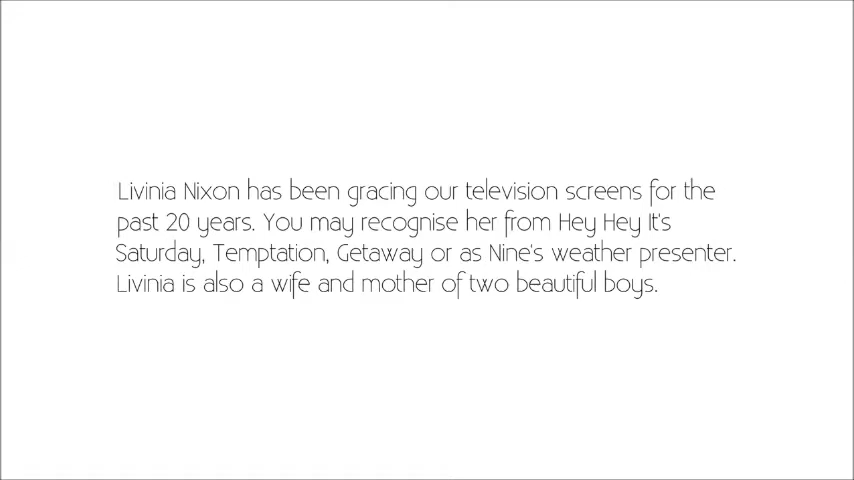 Livinia Nixon has been gracing our television screens for the
past 20 years. You may recognise her from Hey Hey It's
Saturday, Temptation, Getaway or as Nine's weather presenter.
Livinia is also a wife and mother of two beautiful boys.